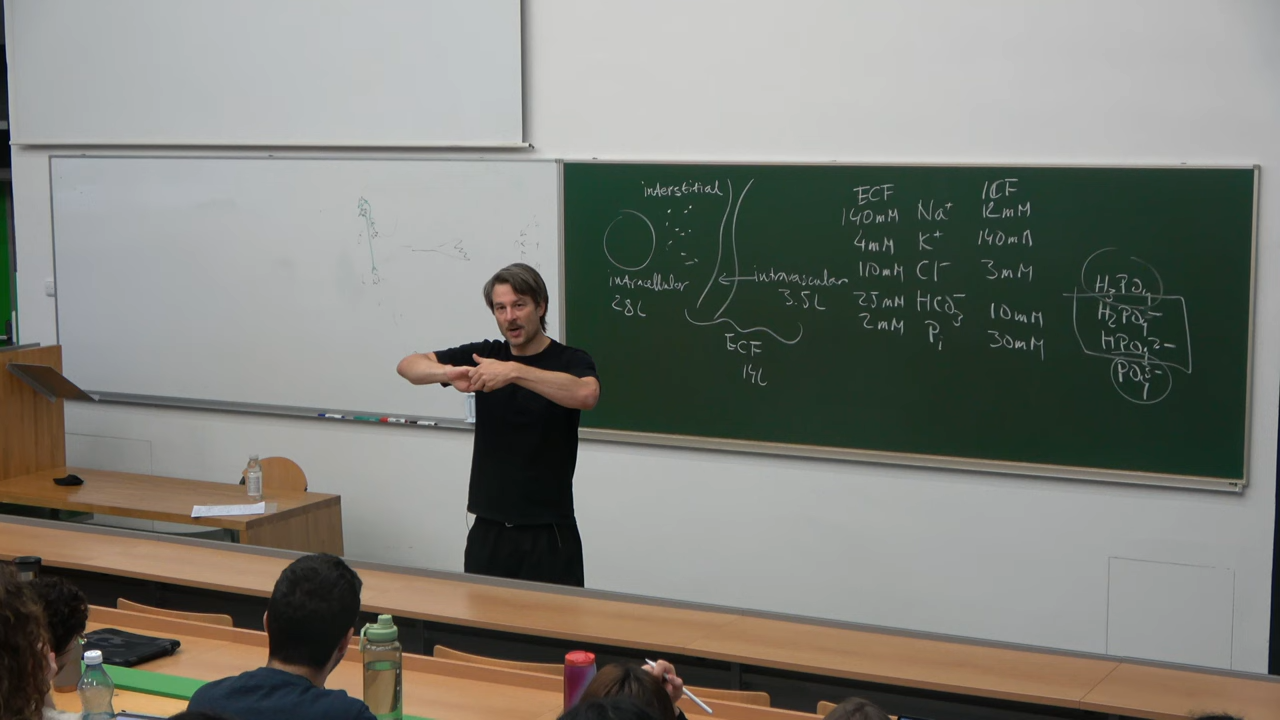 interstitial
intracellular
28L
intravascular
3.5L
ECF
14L
ECF ICF
140mM Na⁺ 12mM
4mM K⁺ 140mM
110mM Cl⁻ 3mM
25mM HCO₃⁻ 10mM
2mM Pᵢ 30mM
H₃PO₄
H₂PO₄⁻
HPO₄²⁻
PO₄³⁻